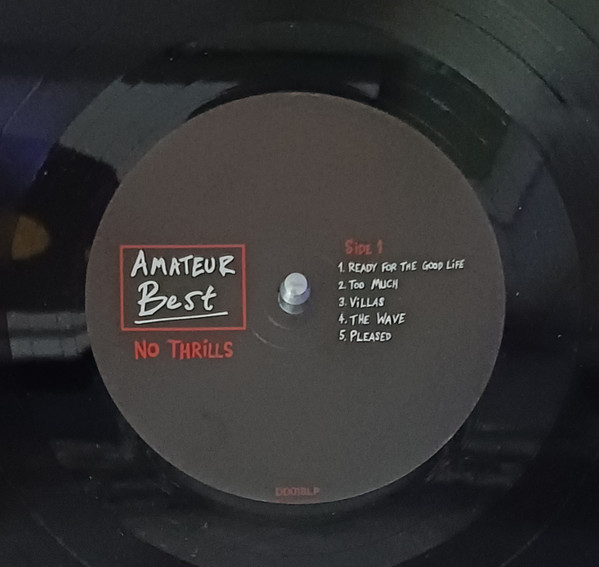 AMATEUR
Best
NO THRiLLS
SiDE 1
1. READY FOR THE GOOD LiFE
2. TOO MUCH
3. ViLLAS
4. THE WAVE
5. PLEASED